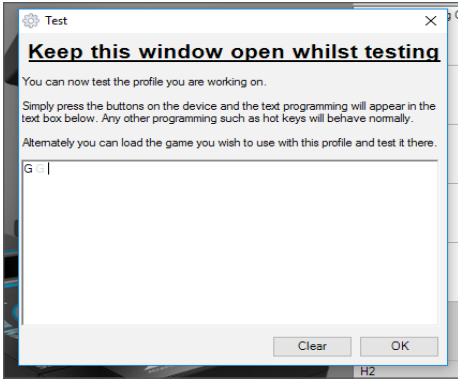 Test
Keep this window open whilst testing
You can now test the profile you are working on.
Simply press the buttons on the device and the text programming will appear in the
text box below. Any other programming such as hot keys will behave normally.
Alternately you can load the game you wish to use with this profile and test it there.
G G
Clear
OK
H2